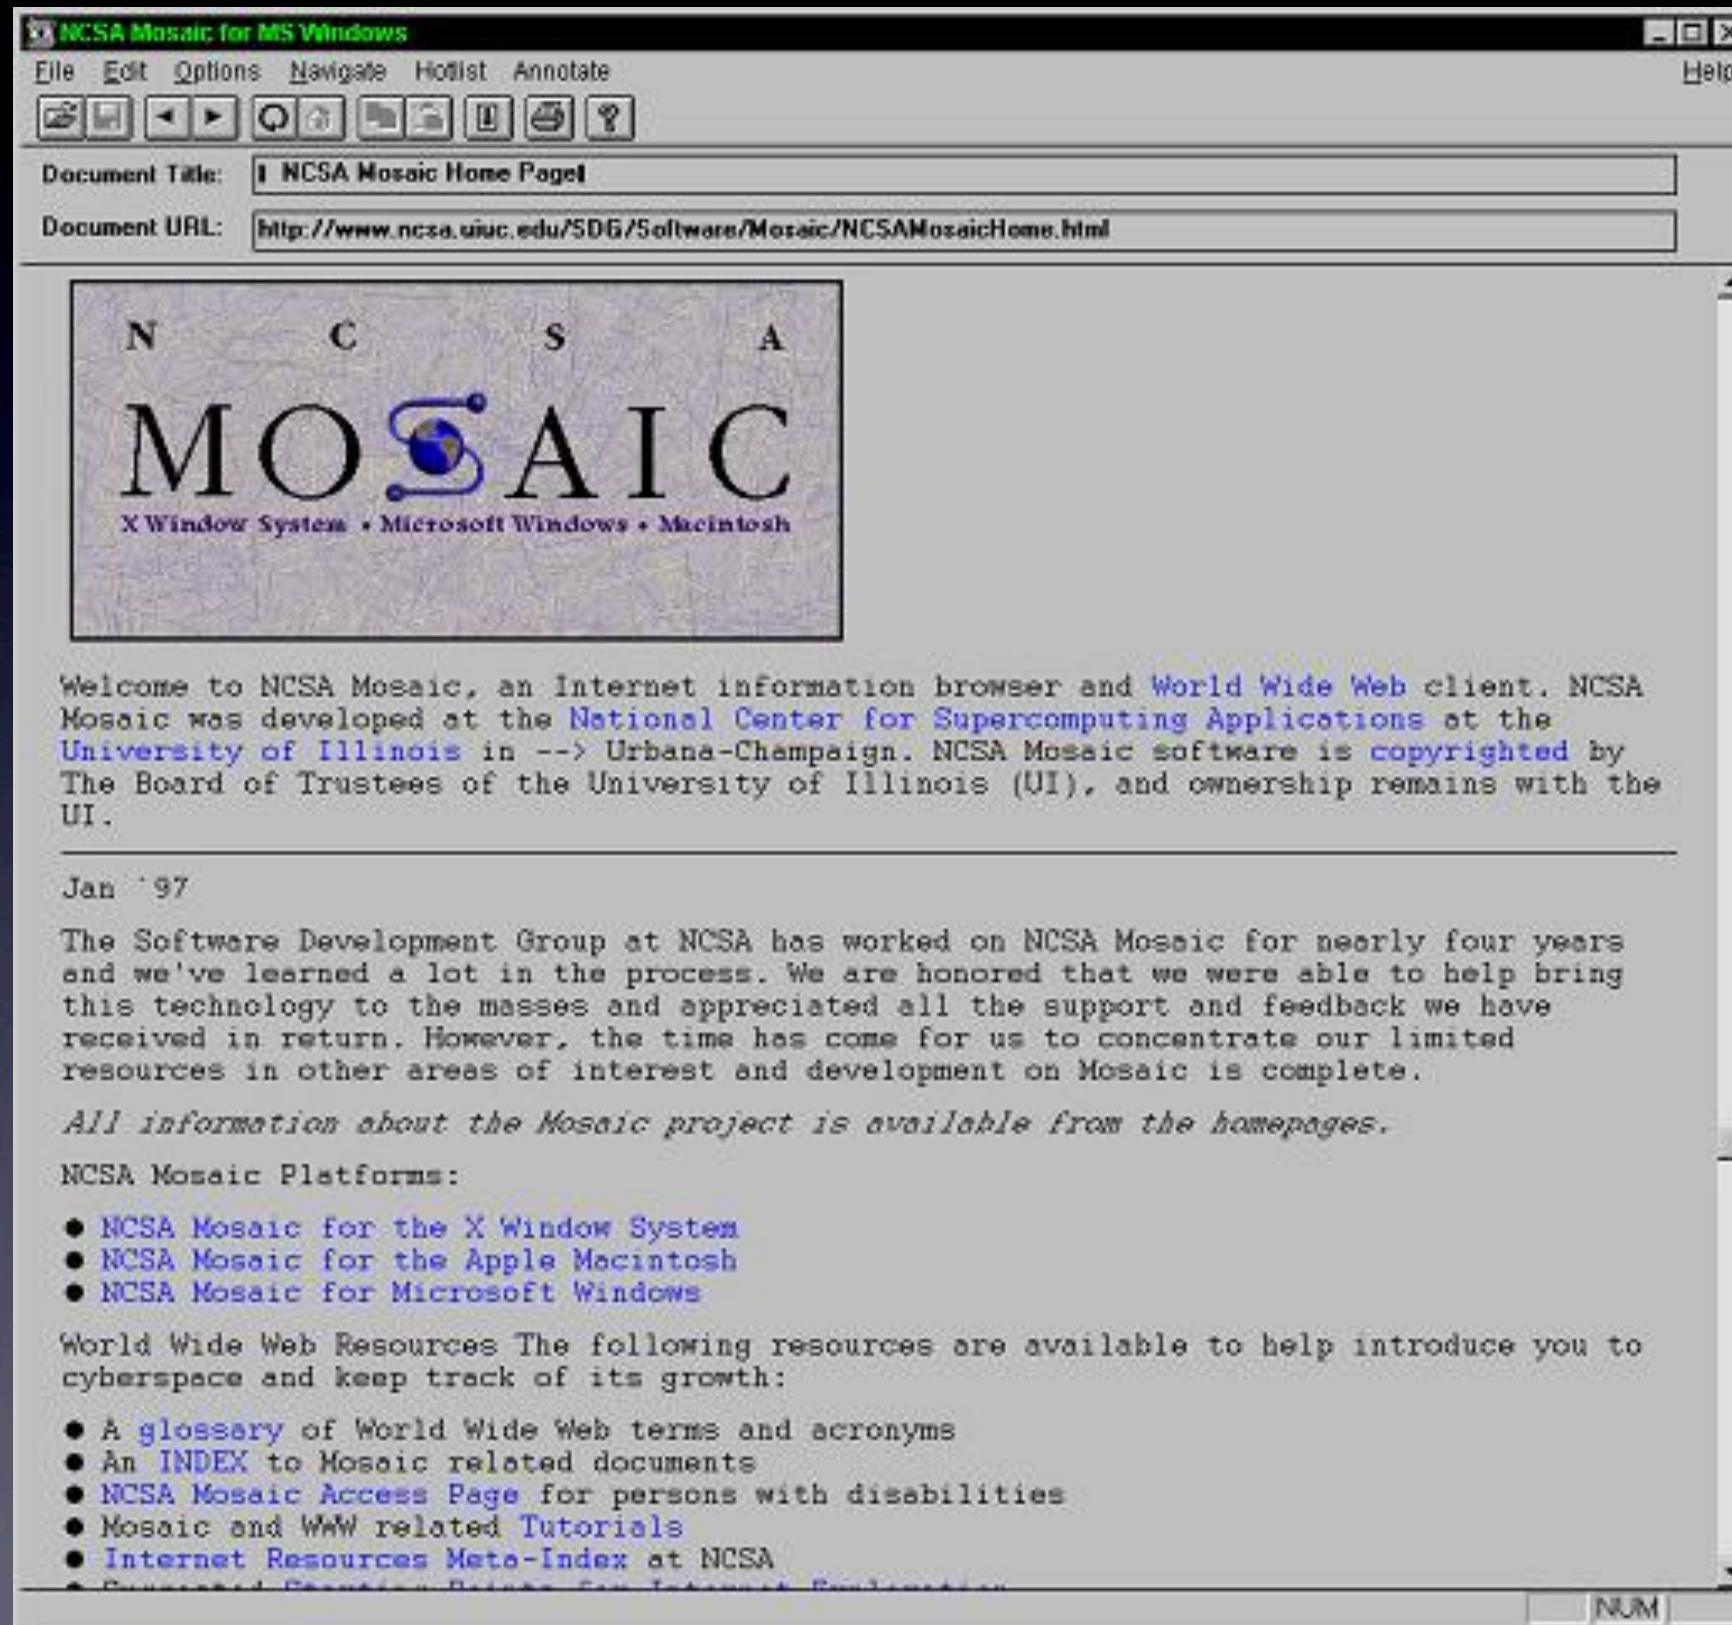 NCSA Mosaic for MS Windows
File Edit Options Navigate Hotlist Annotate Help
Document Title: NCSA Mosaic Home Page
Document URL: http://www.ncsa.uiuc.edu/SDG/Software/Mosaic/NCSAMosaicHome.html
N C S A
MOSAIC
X Window System • Microsoft Windows • Macintosh
Welcome to NCSA Mosaic, an Internet information browser and World Wide Web client. NCSA
Mosaic was developed at the National Center for Supercomputing Applications at the
University of Illinois in --> Urbana-Champaign. NCSA Mosaic software is copyrighted by
The Board of Trustees of the University of Illinois (UI), and ownership remains with the
UI.
Jan `97
The Software Development Group at NCSA has worked on NCSA Mosaic for nearly four years
and we've learned a lot in the process. We are honored that we were able to help bring
this technology to the masses and appreciated all the support and feedback we have
received in return. However, the time has come for us to concentrate our limited
resources in other areas of interest and development on Mosaic is complete.
All information about the Mosaic project is available from the homepages.
NCSA Mosaic Platforms:
● NCSA Mosaic for the X Window System
● NCSA Mosaic for the Apple Macintosh
● NCSA Mosaic for Microsoft Windows
World Wide Web Resources The following resources are available to help introduce you to
cyberspace and keep track of its growth:
● A glossary of World Wide Web terms and acronyms
● An INDEX to Mosaic related documents
● NCSA Mosaic Access Page for persons with disabilities
● Mosaic and WWW related Tutorials
● Internet Resources Meta-Index at NCSA
NUM